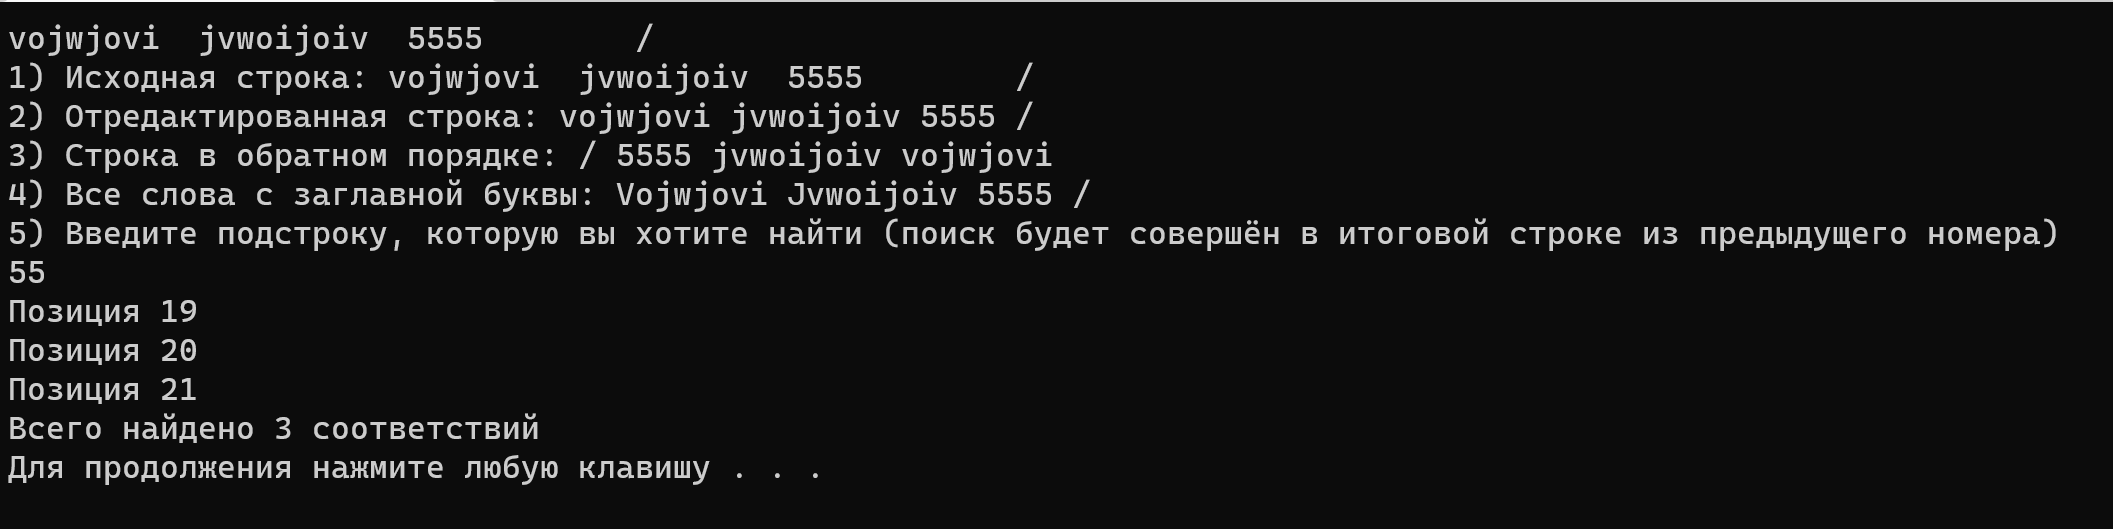 vojwjovi  jvwoijoiv  5555        /
1) Исходная строка: vojwjovi  jvwoijoiv  5555        /
2) Отредактированная строка: vojwjovi jvwoijoiv 5555 /
3) Строка в обратном порядке: / 5555 jvwoijoiv vojwjovi
4) Все слова с заглавной буквы: Vojwjovi Jvwoijoiv 5555 /
5) Введите подстроку, которую вы хотите найти (поиск будет совершён в итоговой строке из предыдущего номера)
55
Позиция 19
Позиция 20
Позиция 21
Всего найдено 3 соответствий
Для продолжения нажмите любую клавишу . . .